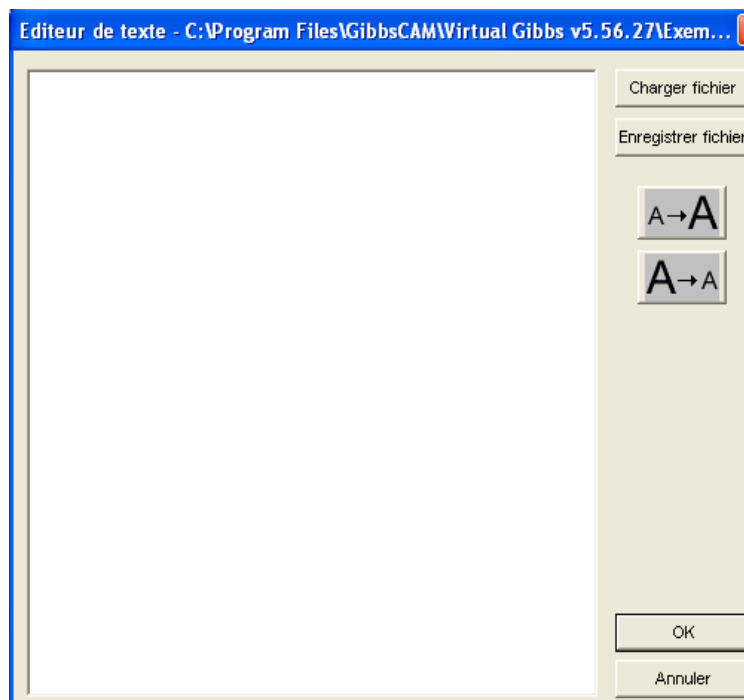 Editeur de texte - C:\Program Files\GibbsCAM\Virtual Gibbs v5.56.27\Exem...
Charger fichier
Enregistrer fichier
A→A
A→A
OK
Annuler